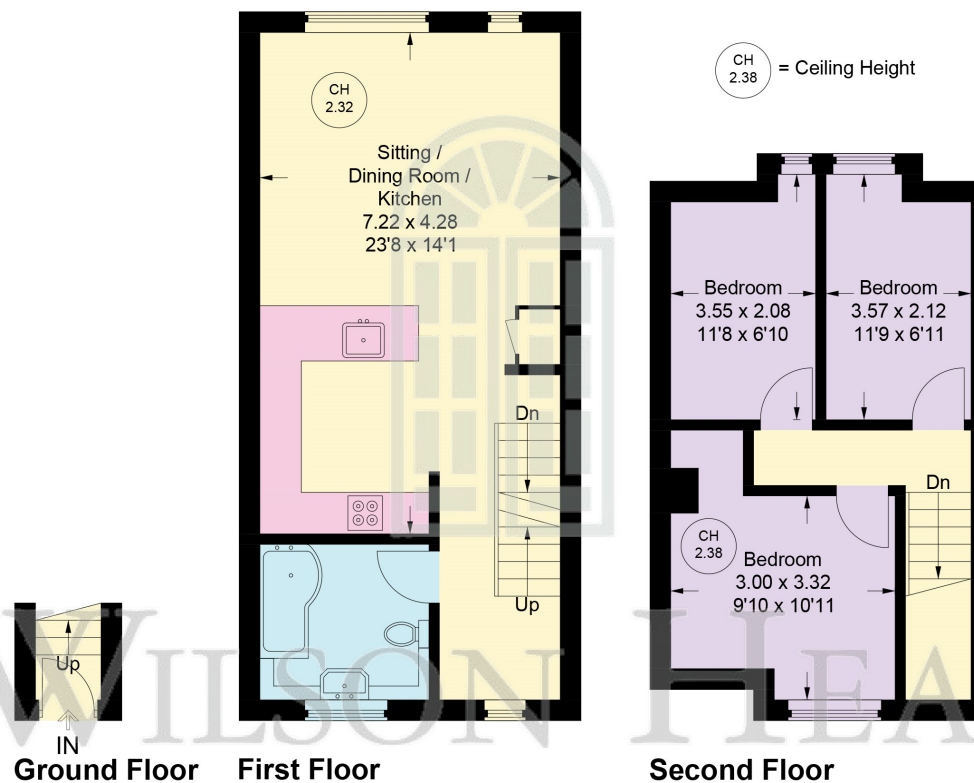 CH
2.38
= Ceiling Height
CH
2.32
Sitting /
Dining Room /
Kitchen
7.22 x 4.28
23'8 x 14'1
Dn
Up
Bedroom
3.55 x 2.08
11'8 x 6'10
Bedroom
3.57 x 2.12
11'9 x 6'11
Dn
CH
2.38
Bedroom
3.00 x 3.32
9'10 x 10'11
Up
IN
WILSON HEA
Ground Floor
First Floor
Second Floor